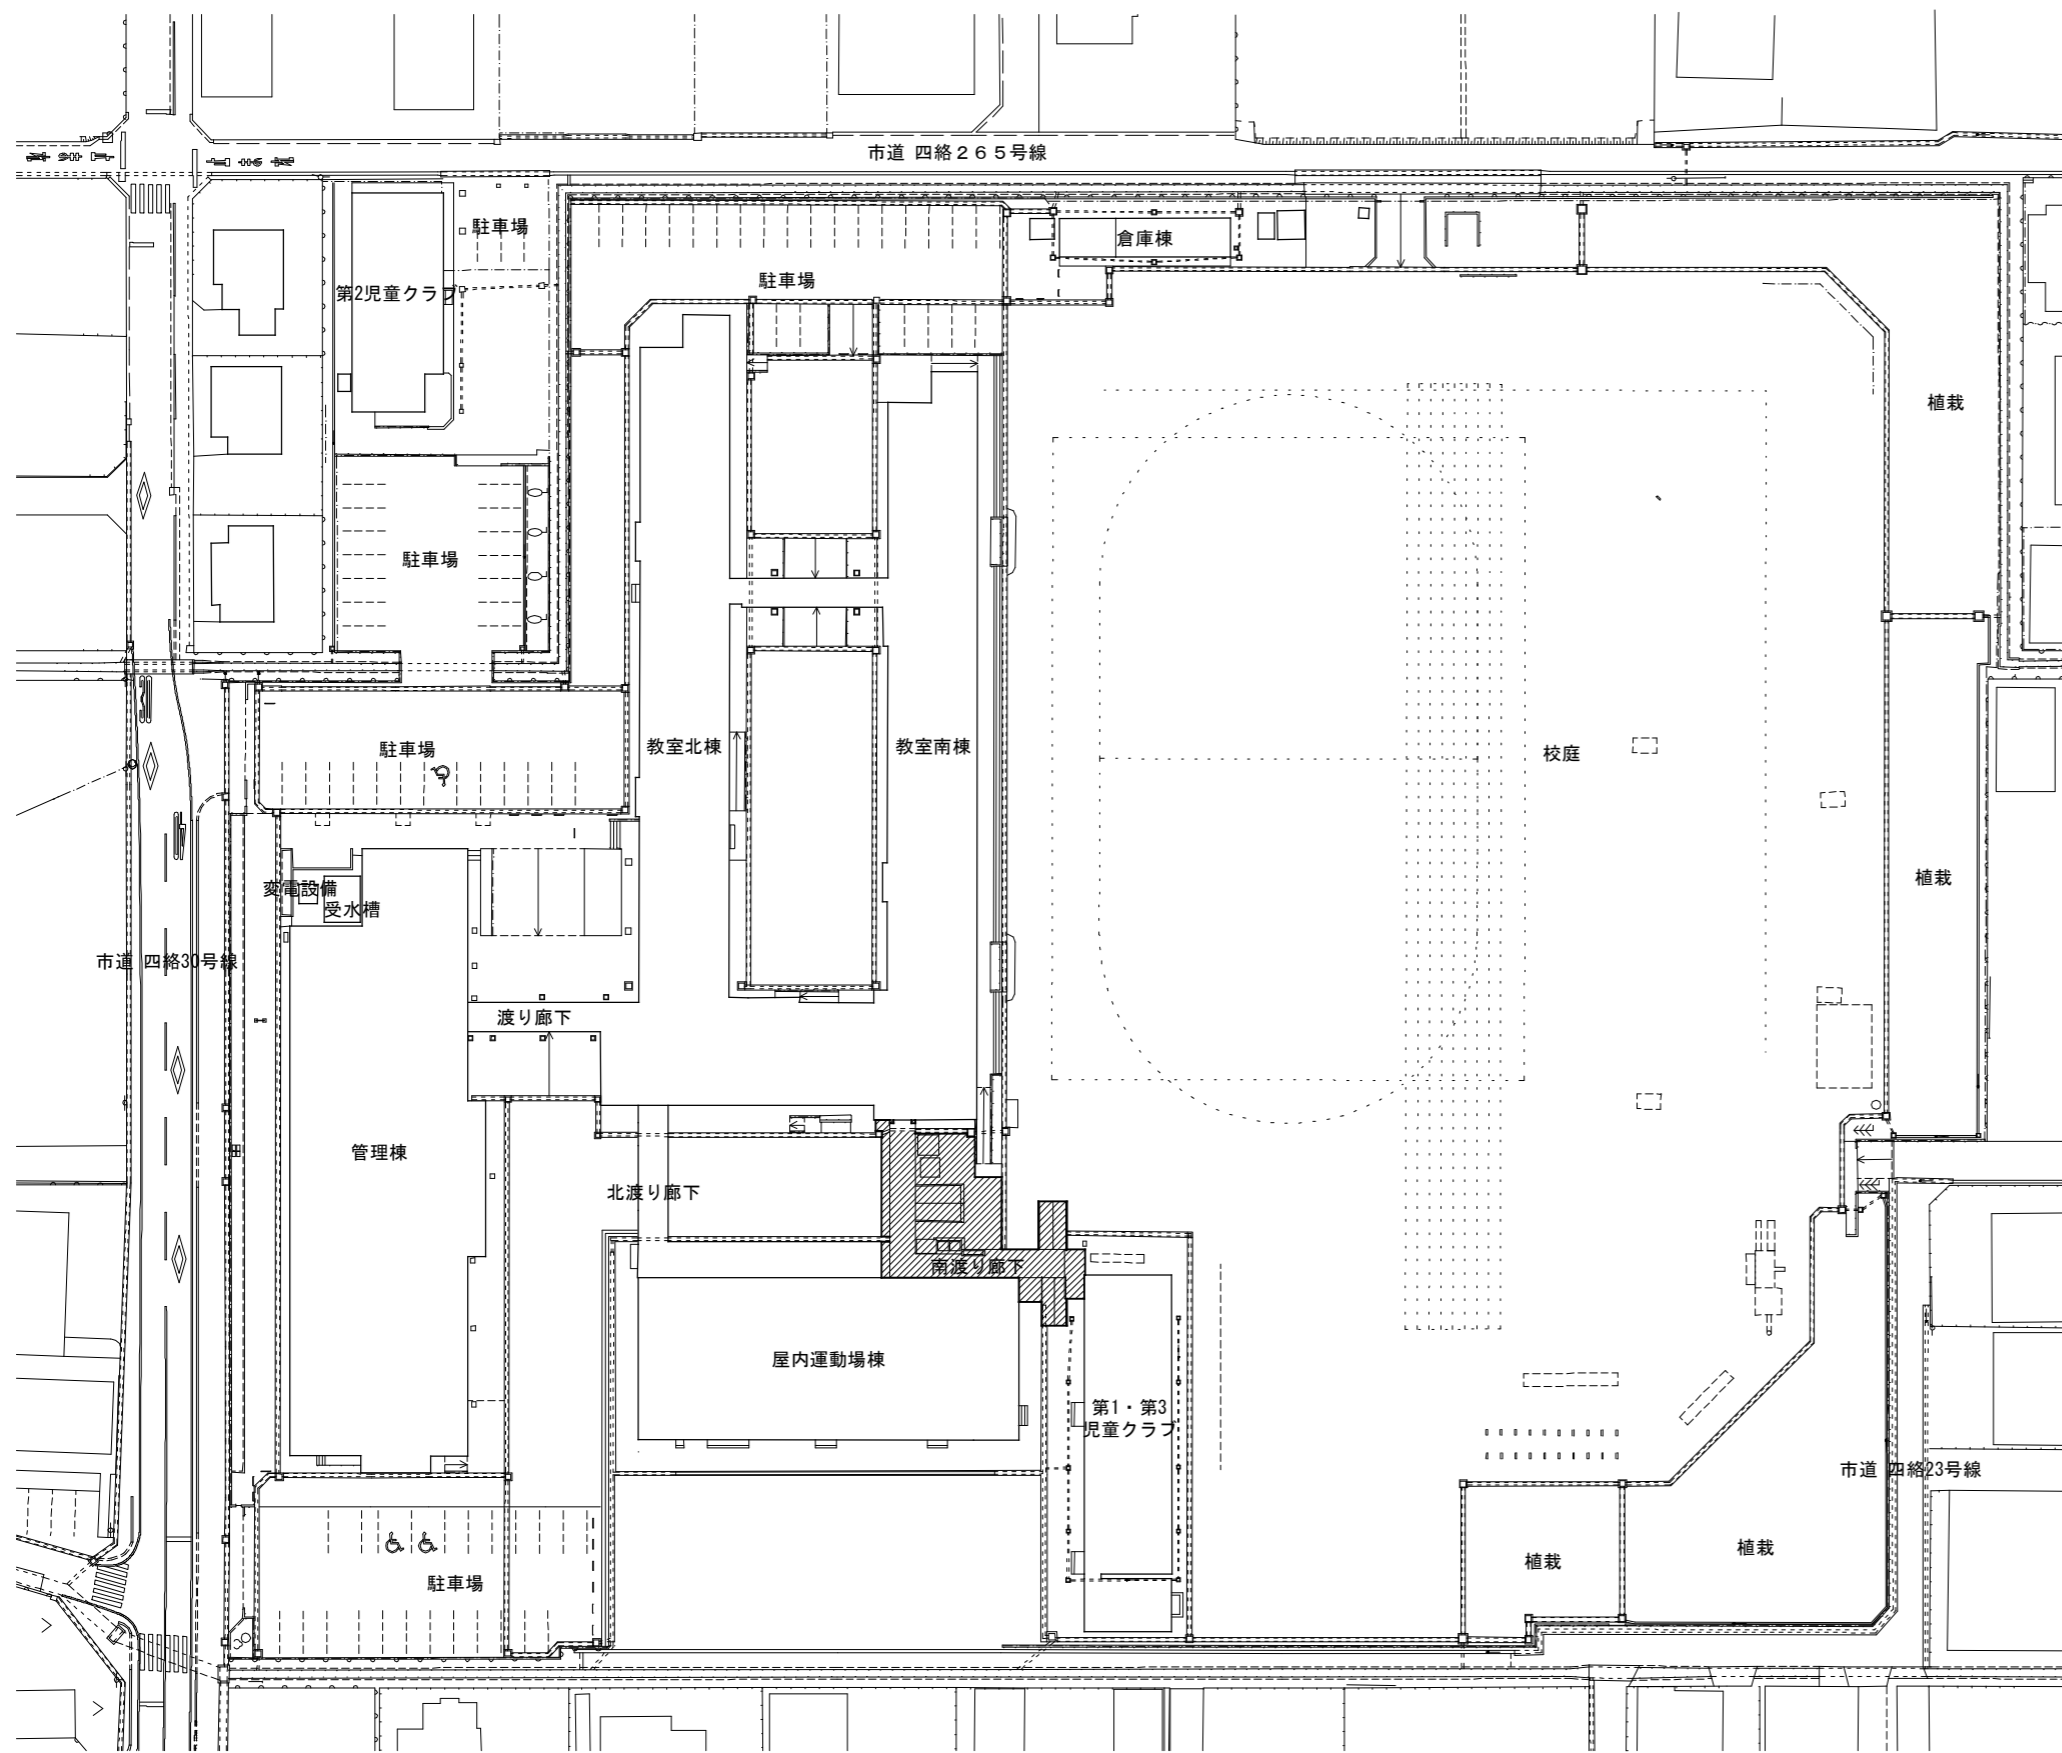 市道 四絡２６５号線
駐車場
倉庫棟
駐車場
第2児童クラブ
植栽
駐車場
駐車場
教室北棟
教室南棟
校庭
植栽
変電設備
受水槽
市道 四絡30号線
渡り廊下
管理棟
北渡り廊下
南渡り廊下
屋内運動場棟
第1・第3
児童クラブ
市道 四絡23号線
植栽
植栽
駐車場